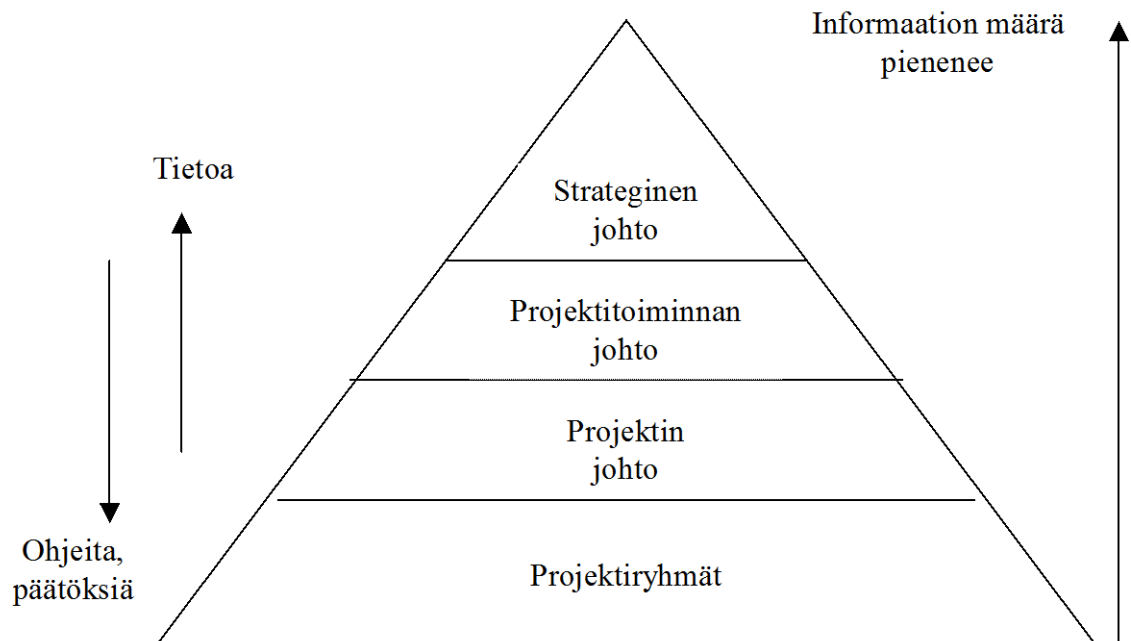 Informaation määrä
pienenee
Tietoa
Strateginen
johto
Projektitoiminnan
johto
Projektin
johto
Ohjeita,
päätöksiä
Projektiryhmät